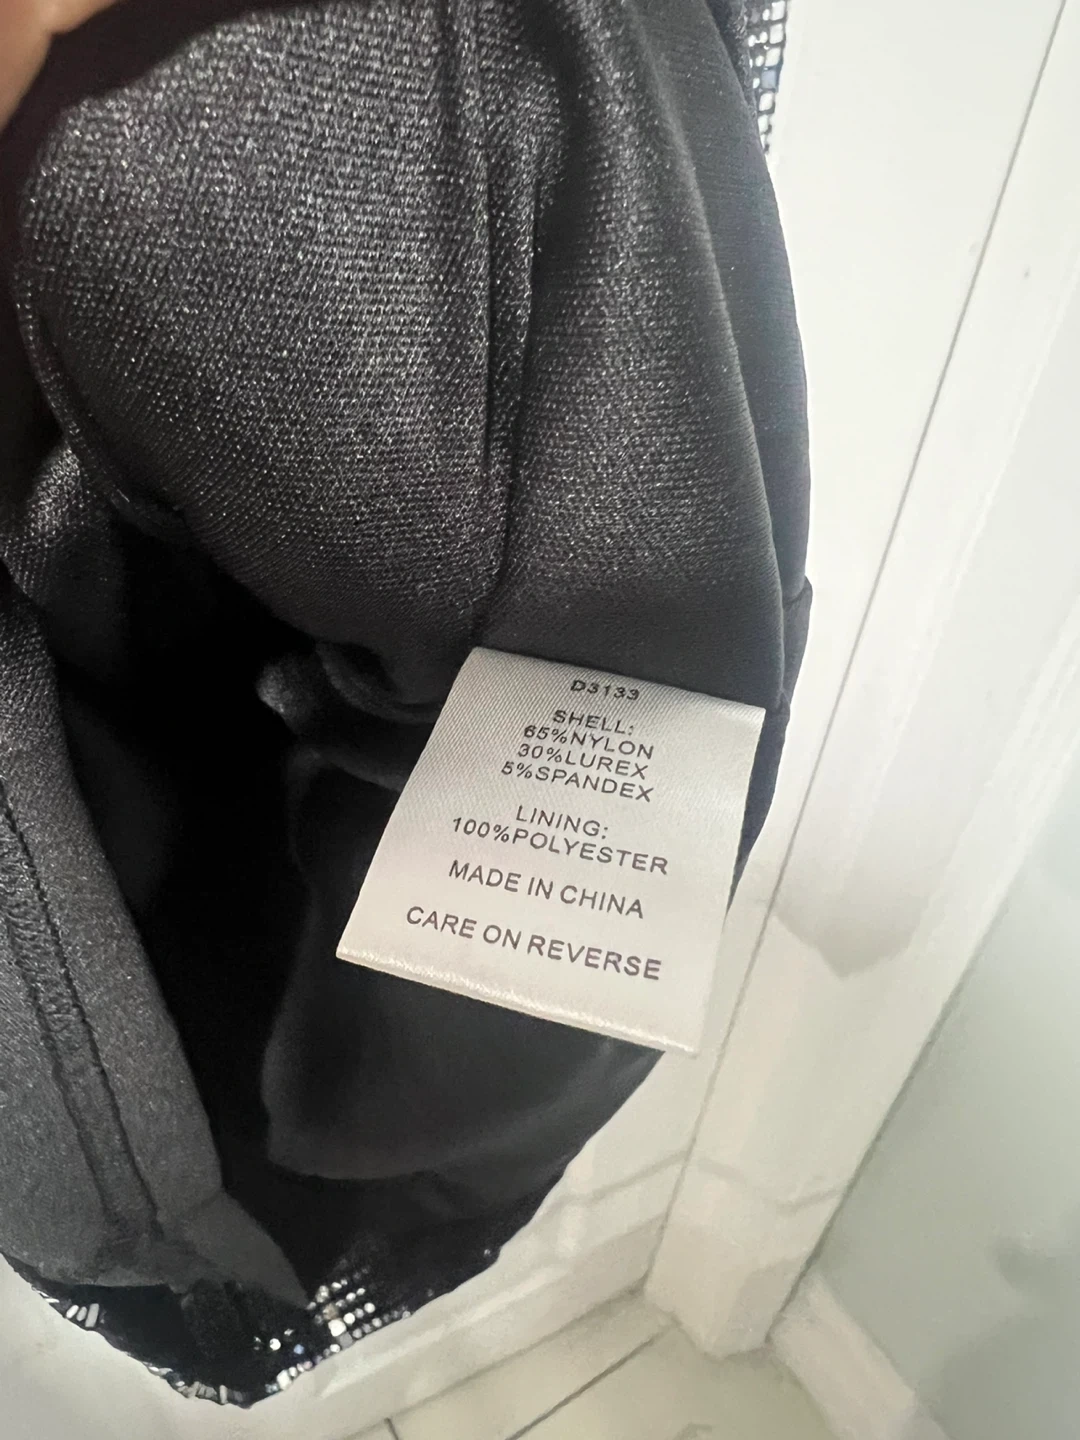 D3133
SHELL:
65%NYLON
30%LUREX
5%SPANDEX
LINING:
100%POLYESTER
MADE IN CHINA
CARE ON REVERSE